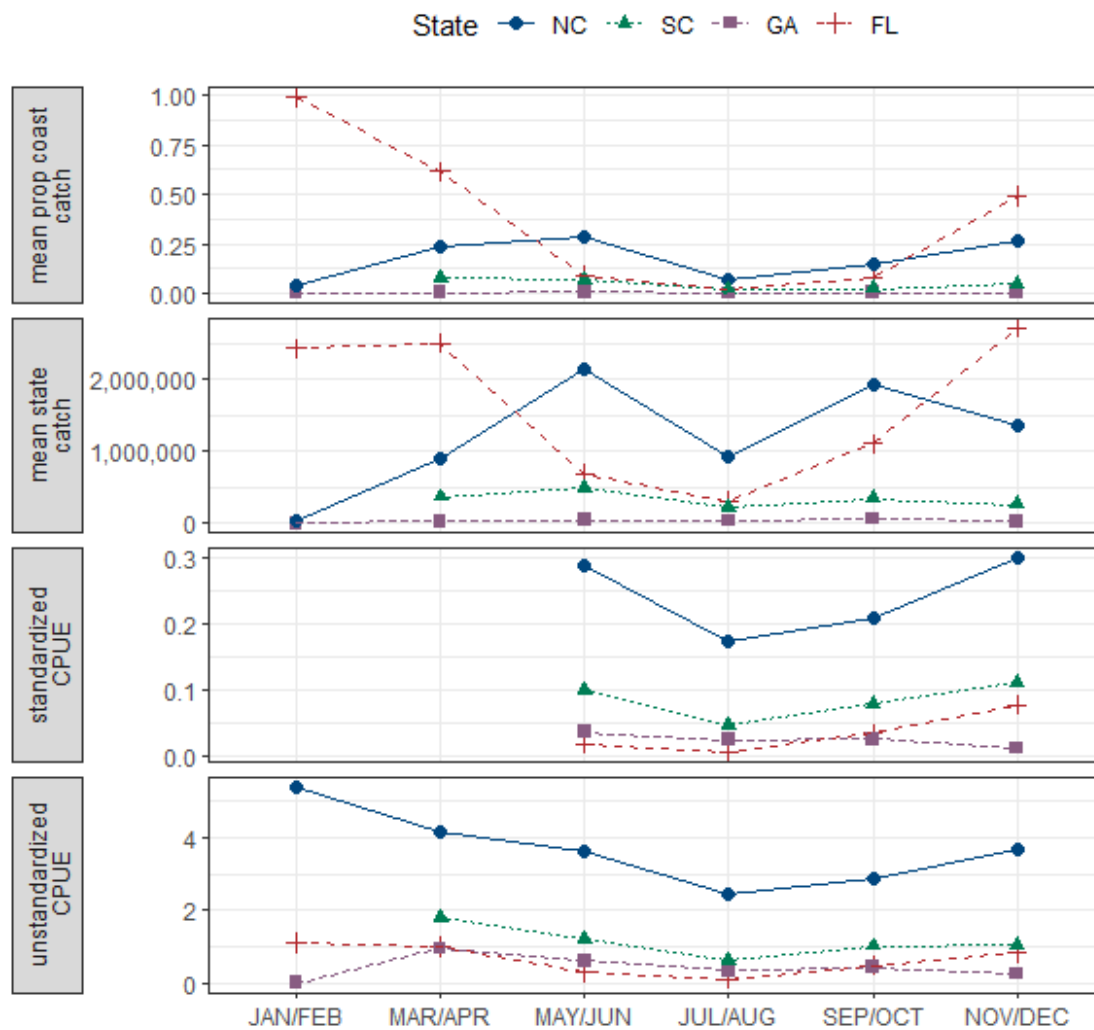 State NC SC GA FL
mean prop coast
catch
1.00
0.75
0.50
0.25
0.00
mean state
catch
2,000,000
1,000,000
0
standardized
CPUE
0.3
0.2
0.1
0.0
unstandardized
CPUE
4
2
0
JAN/FEB MAR/APR MAY/JUN JUL/AUG SEP/OCT NOV/DEC